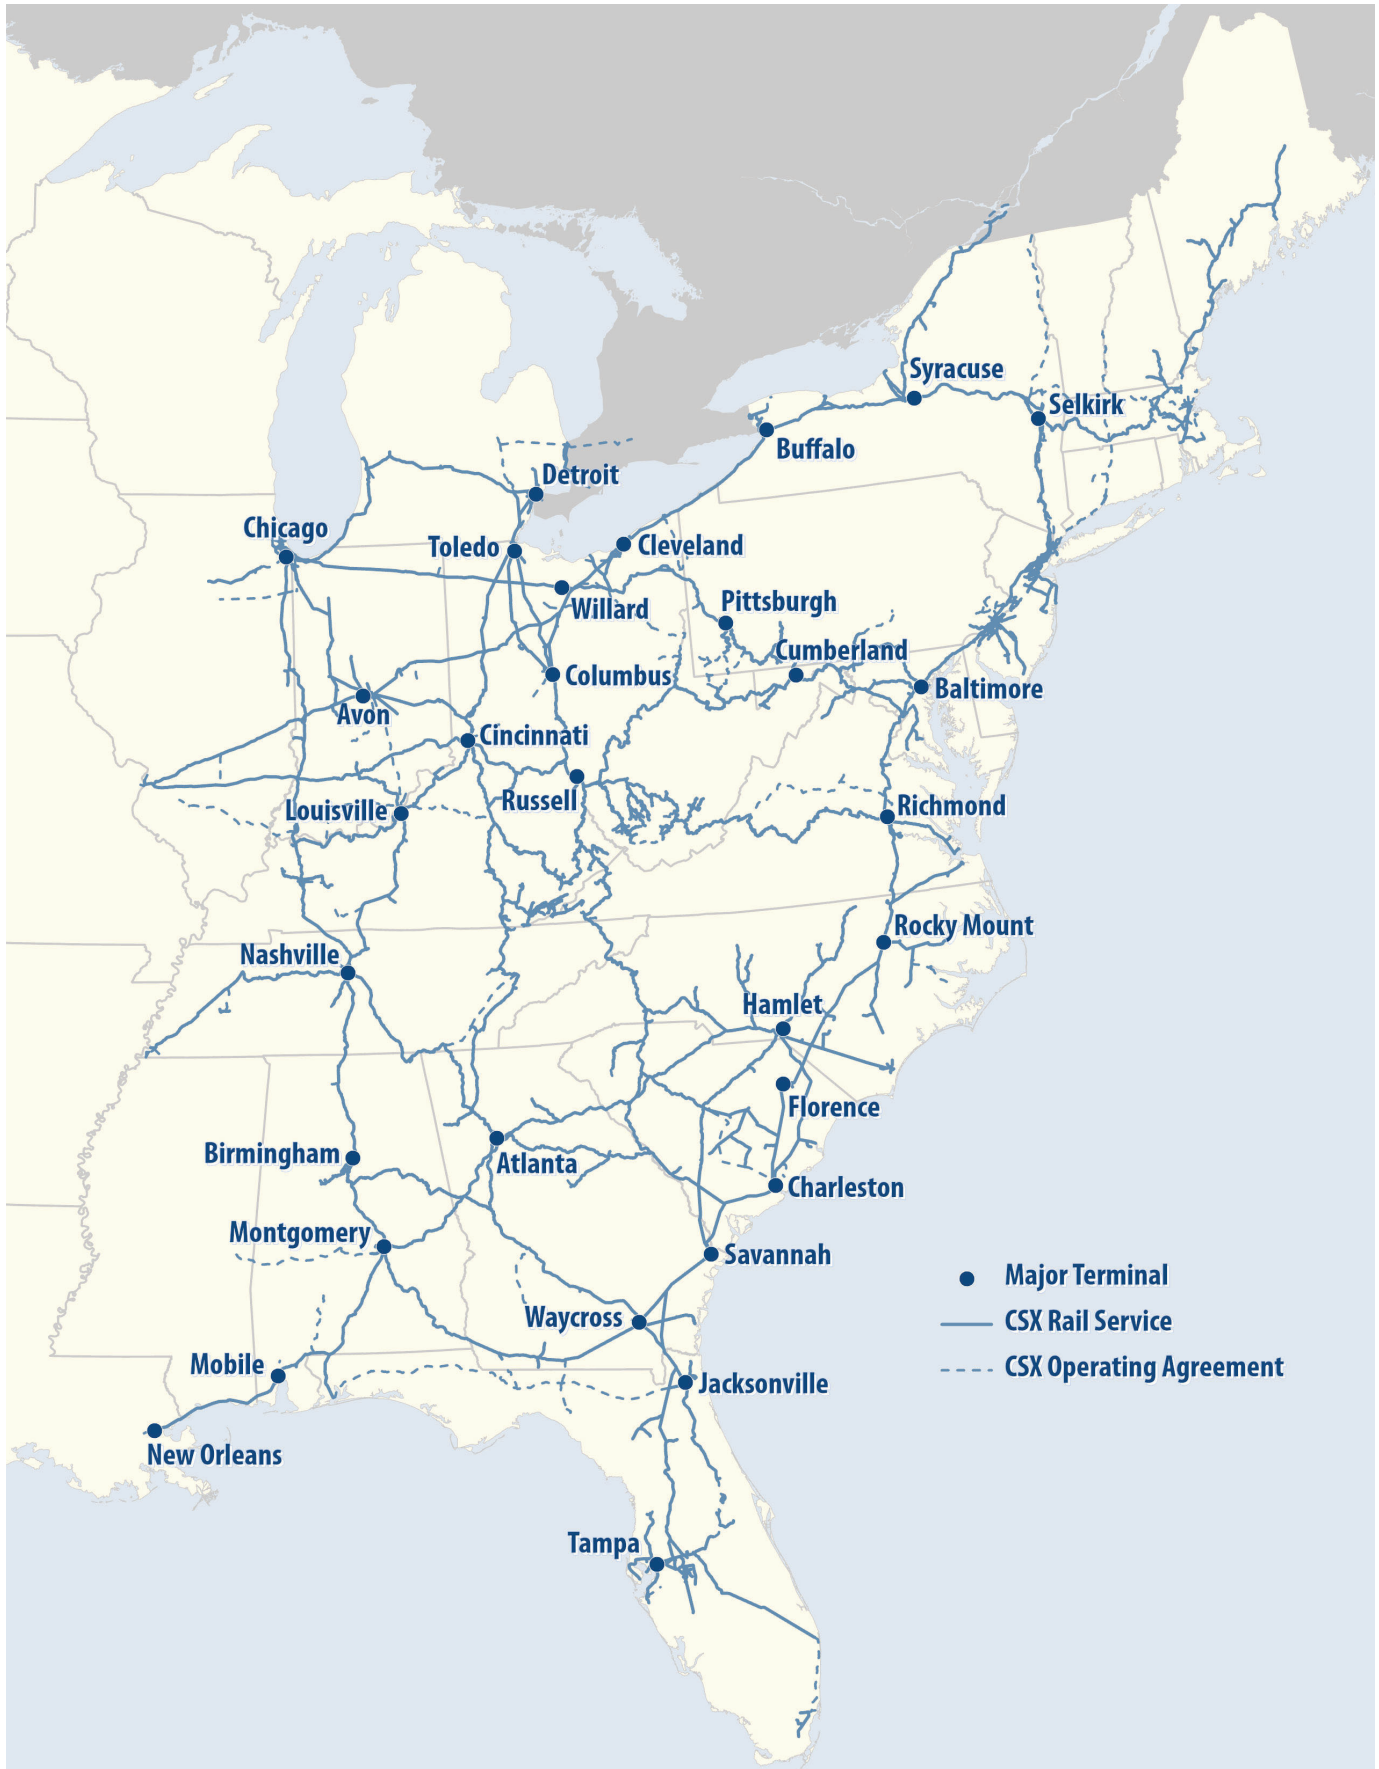 Syracuse
Selkirk
Buffalo
Detroit
Chicago
Toledo
Cleveland
Willard
Pittsburgh
Cumberland
Columbus
Baltimore
Avon
Cincinnati
Russell
Louisville
Richmond
Rocky Mount
Nashville
Hamlet
Florence
Birmingham
Atlanta
Charleston
Montgomery
Savannah
Major Terminal
Waycross
CSX Rail Service
Mobile
CSX Operating Agreement
Jacksonville
New Orleans
Tampa